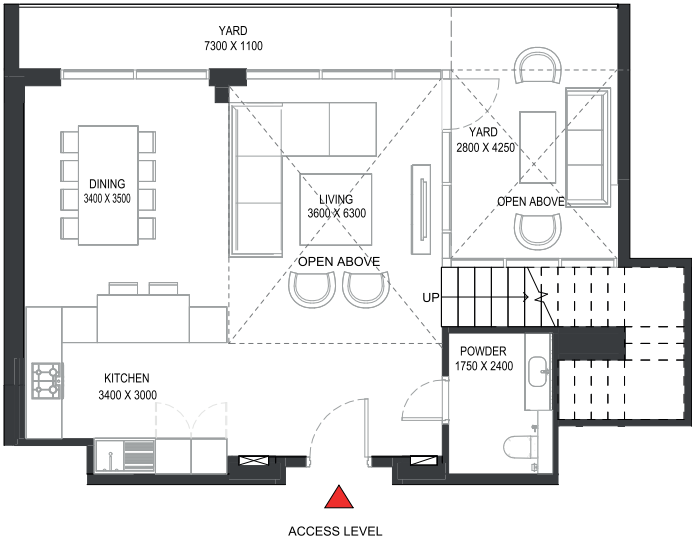 YARD
7300 X 1100
YARD
2800 X 4250
OPEN ABOVE
DINING
3400 X 3500
LIVING
3600 X 6300
OPEN ABOVE
UP
POWDER
1750 X 2400
KITCHEN
3400 X 3000
ACCESS LEVEL